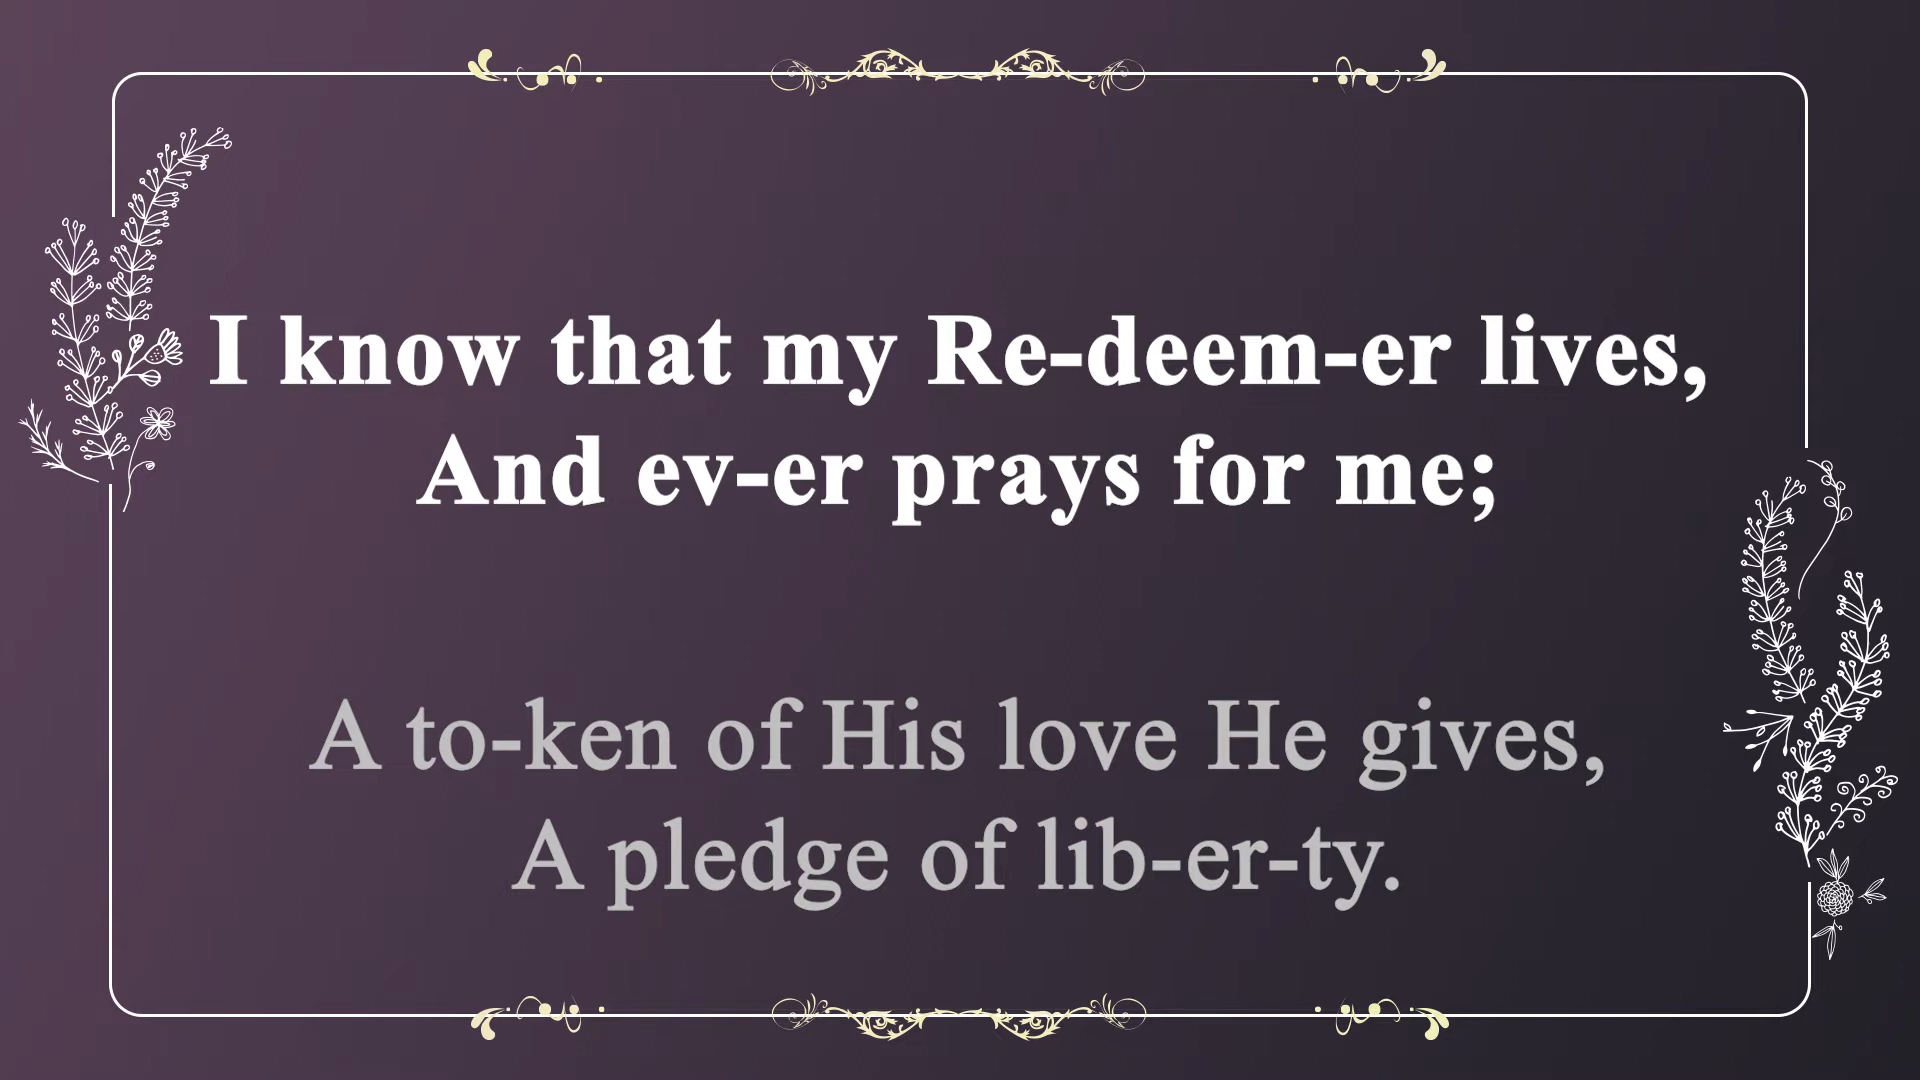 I know that my Re-deem-er lives,
And ev-er prays for me;
A to-ken of His love He gives,
A pledge of lib-er-ty.